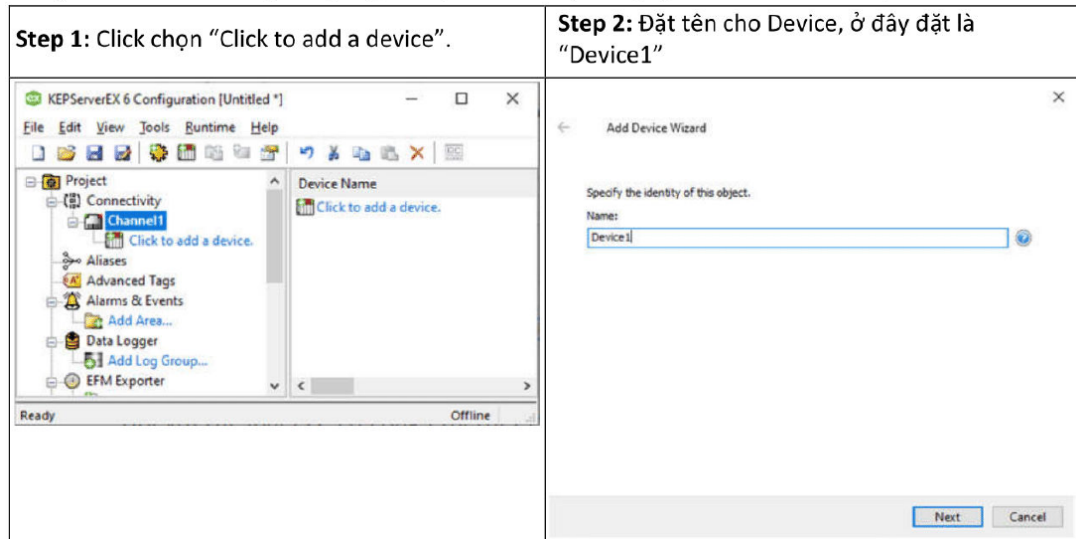 Step 1: Click chọn “Click to add a device”.
Step 2: Đặt tên cho Device, ở đây đặt là
“Device1”
KEPServerEX 6 Configuration [Untitled *]
File Edit View Tools Runtime Help
Project
Connectivity
Channel1
Click to add a device.
Aliases
Advanced Tags
Alarms & Events
Add Area...
Data Logger
Add Log Group...
EFM Exporter
Device Name
Click to add a device.
Ready
Offline
Add Device Wizard
Specify the identity of this object.
Name:
Device1
Next
Cancel